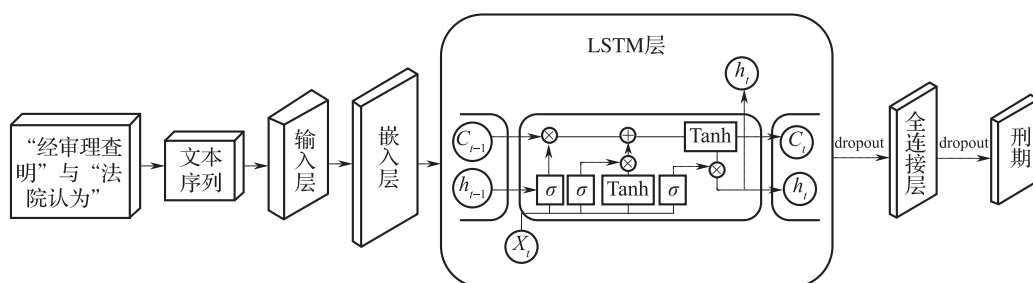 LSTM层
“经审理查
明”与“法
院认为”
文本
序列
输入层
嵌入层
C_{t-1}
h_{t-1}
X_t
σ
σ
Tanh
σ
Tanh
h_t
C_t
h_t
dropout
全连接层
dropout
刑期